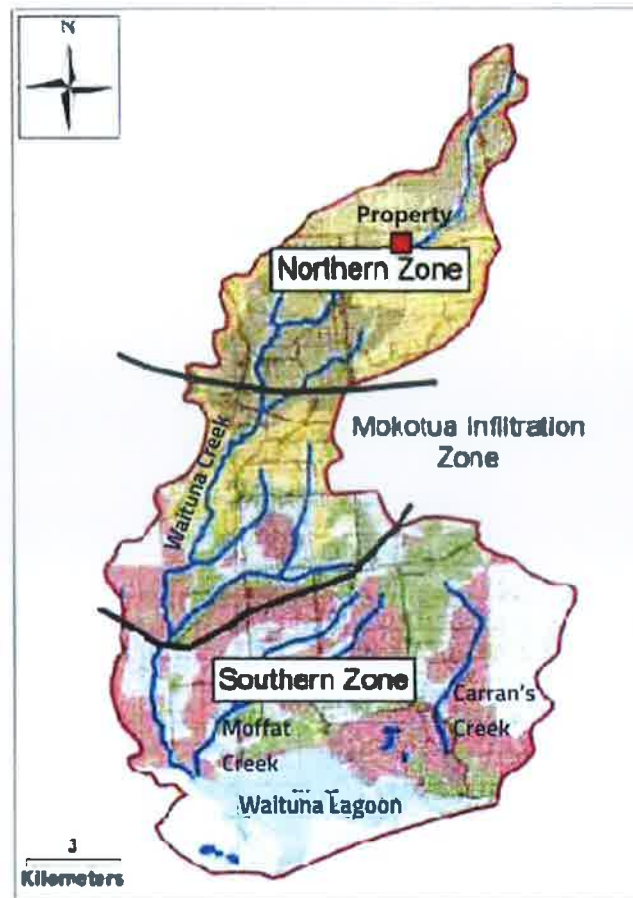 N
Property
Northern Zone
Mokotua Infiltration
Zone
Waituna Creek
Southern Zone
Carran's
Creek
Moffat
Creek
Waituna Lagoon
3
Kilometers